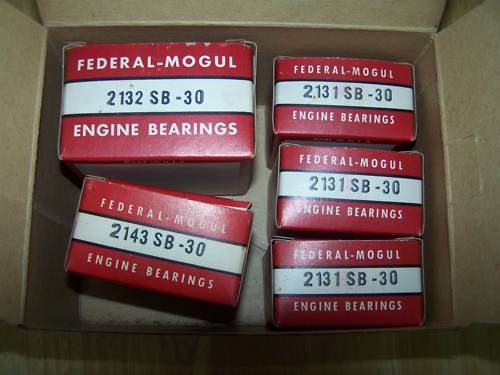 FEDERAL-MOGUL
2132 SB-30
ENGINE BEARINGS
FEDERAL-MOGUL
2143 SB-30
ENGINE BEARINGS
FEDERAL-MOGUL
2131 SB-30
ENGINE BEARINGS
FEDERAL-MOGUL
2131 SB-30
ENGINE BEARINGS
FEDERAL-MOGUL
2131 SB-30
ENGINE BEARINGS